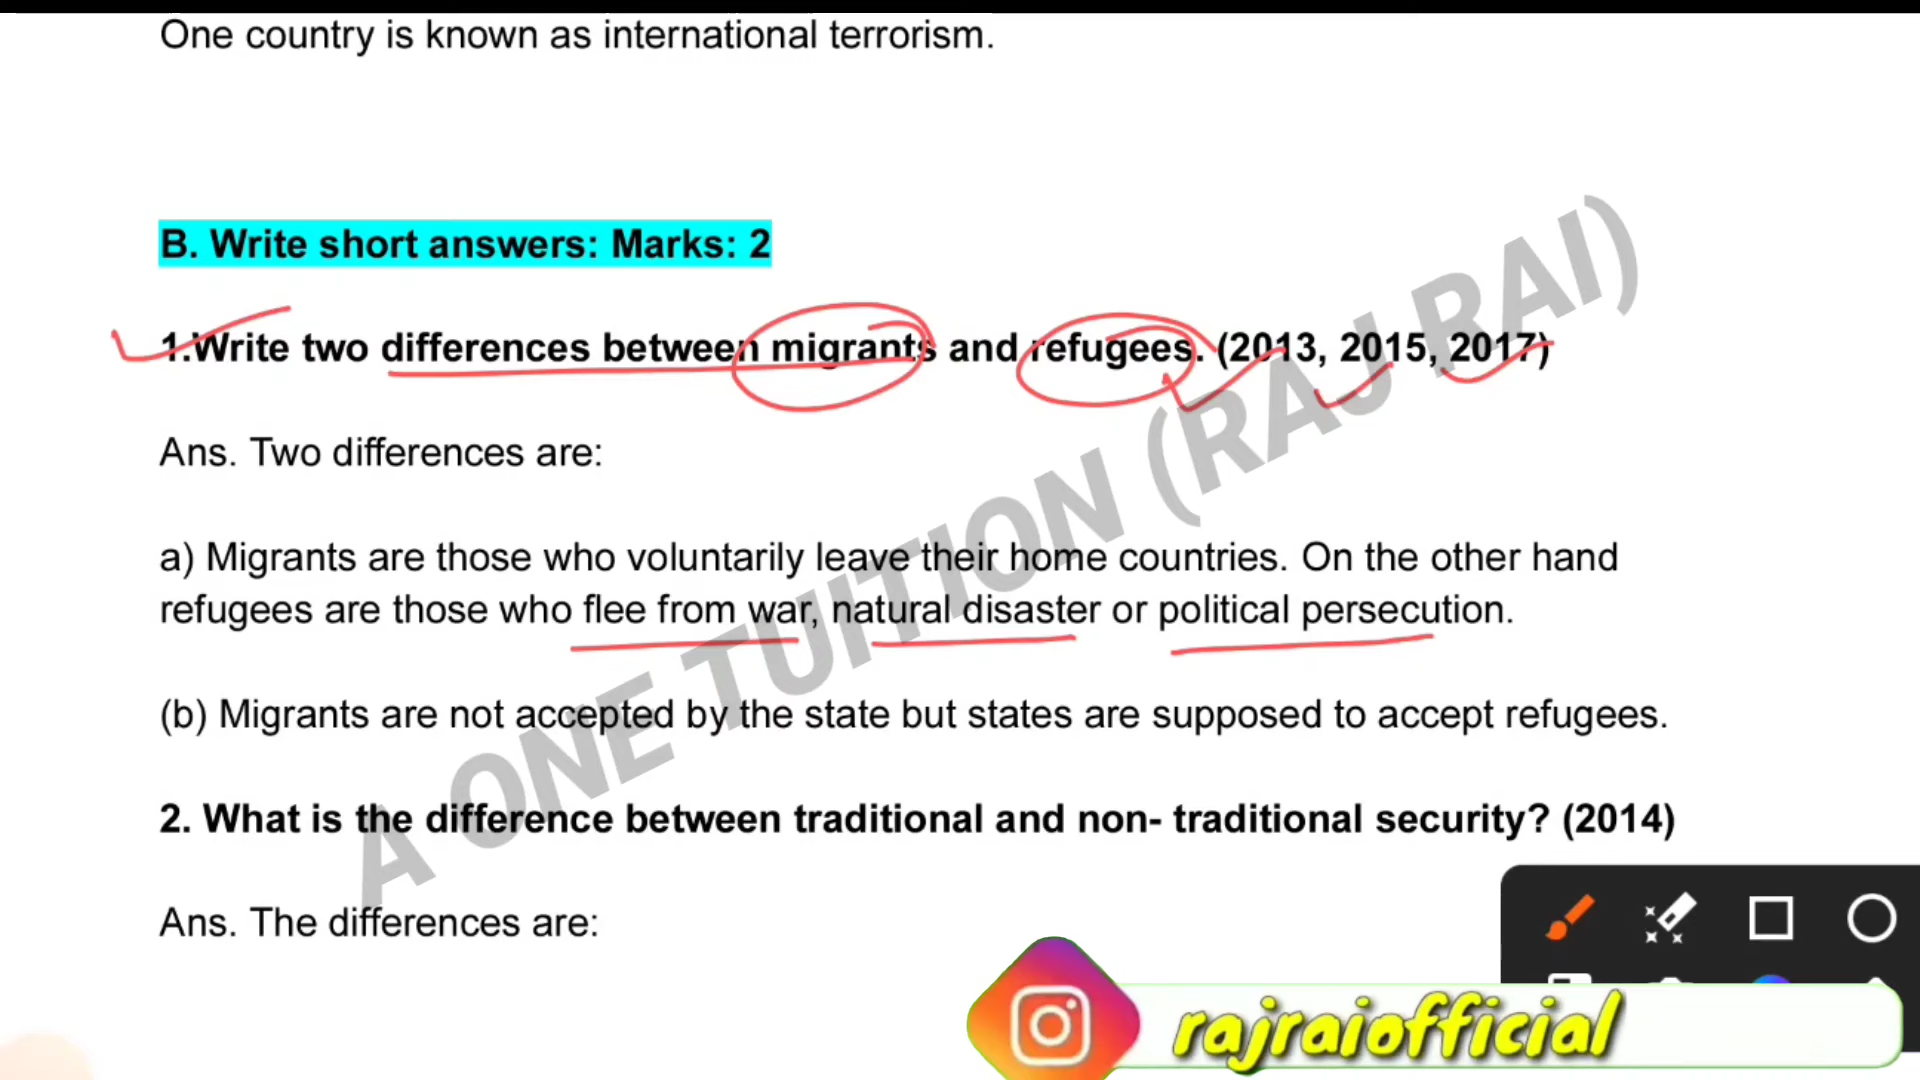 One country is known as international terrorism.
B. Write short answers: Marks: 2
1.Write two differences between migrants and refugees. (2013, 2015, 2017)
Ans. Two differences are:
a) Migrants are those who voluntarily leave their home countries. On the other hand
refugees are those who flee from war, natural disaster or political persecution.
(b) Migrants are not accepted by the state but states are supposed to accept refugees.
2. What is the difference between traditional and non- traditional security? (2014)
Ans. The differences are:
A ONE TUITION (RAJ RAI)
rajraiofficial